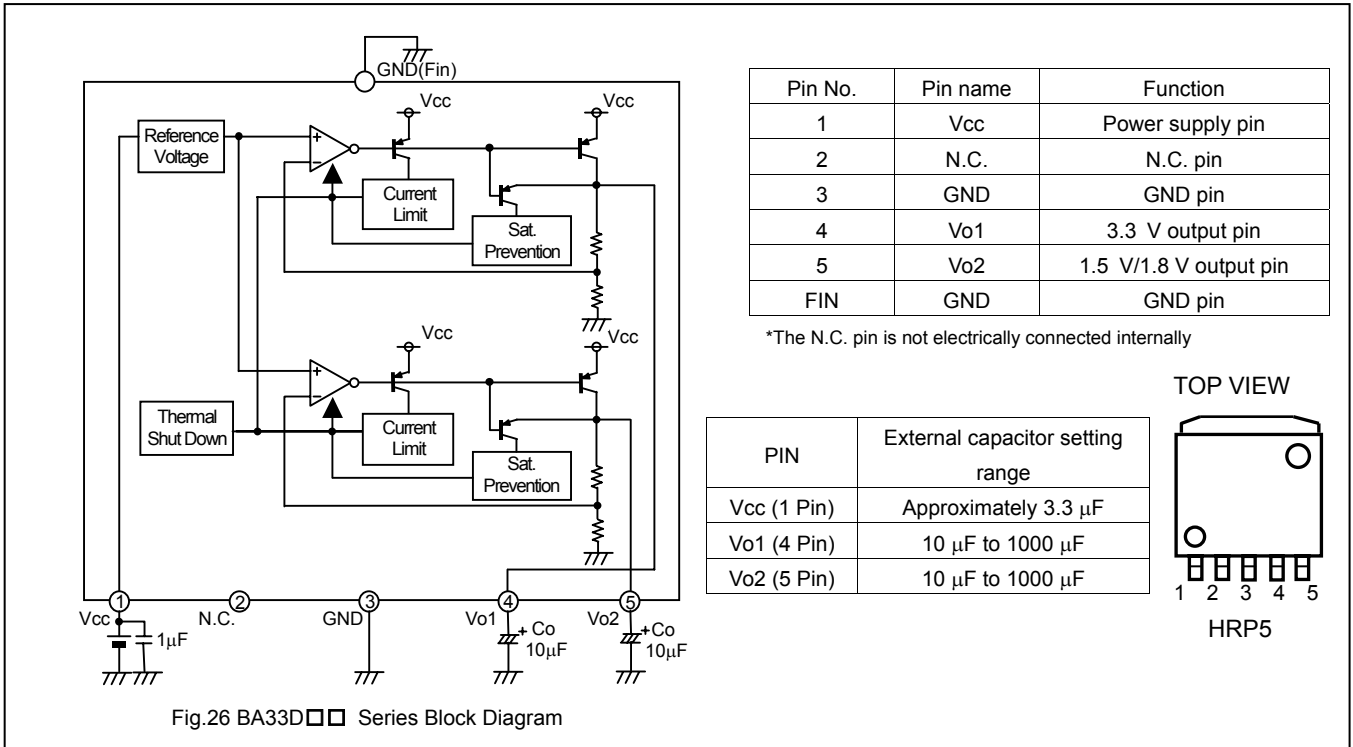 GND(Fin)
Vcc
Vcc
Reference
Voltage
+
−
Current
Limit
Sat.
Prevention
Vcc
Vcc
+
−
Thermal
Shut Down
Current
Limit
Sat.
Prevention
1
2
3
4
5
Vcc
N.C.
GND
Vo1
Vo2
1μF
+ Co
10μF
+ Co
10μF
Fig.26 BA33D□□ Series Block Diagram
Pin No. Pin name Function
1 Vcc Power supply pin
2 N.C. N.C. pin
3 GND GND pin
4 Vo1 3.3 V output pin
5 Vo2 1.5 V/1.8 V output pin
FIN GND GND pin
*The N.C. pin is not electrically connected internally
PIN External capacitor setting
range
Vcc (1 Pin) Approximately 3.3 μF
Vo1 (4 Pin) 10 μF to 1000 μF
Vo2 (5 Pin) 10 μF to 1000 μF
TOP VIEW
1 2 3 4 5
HRP5